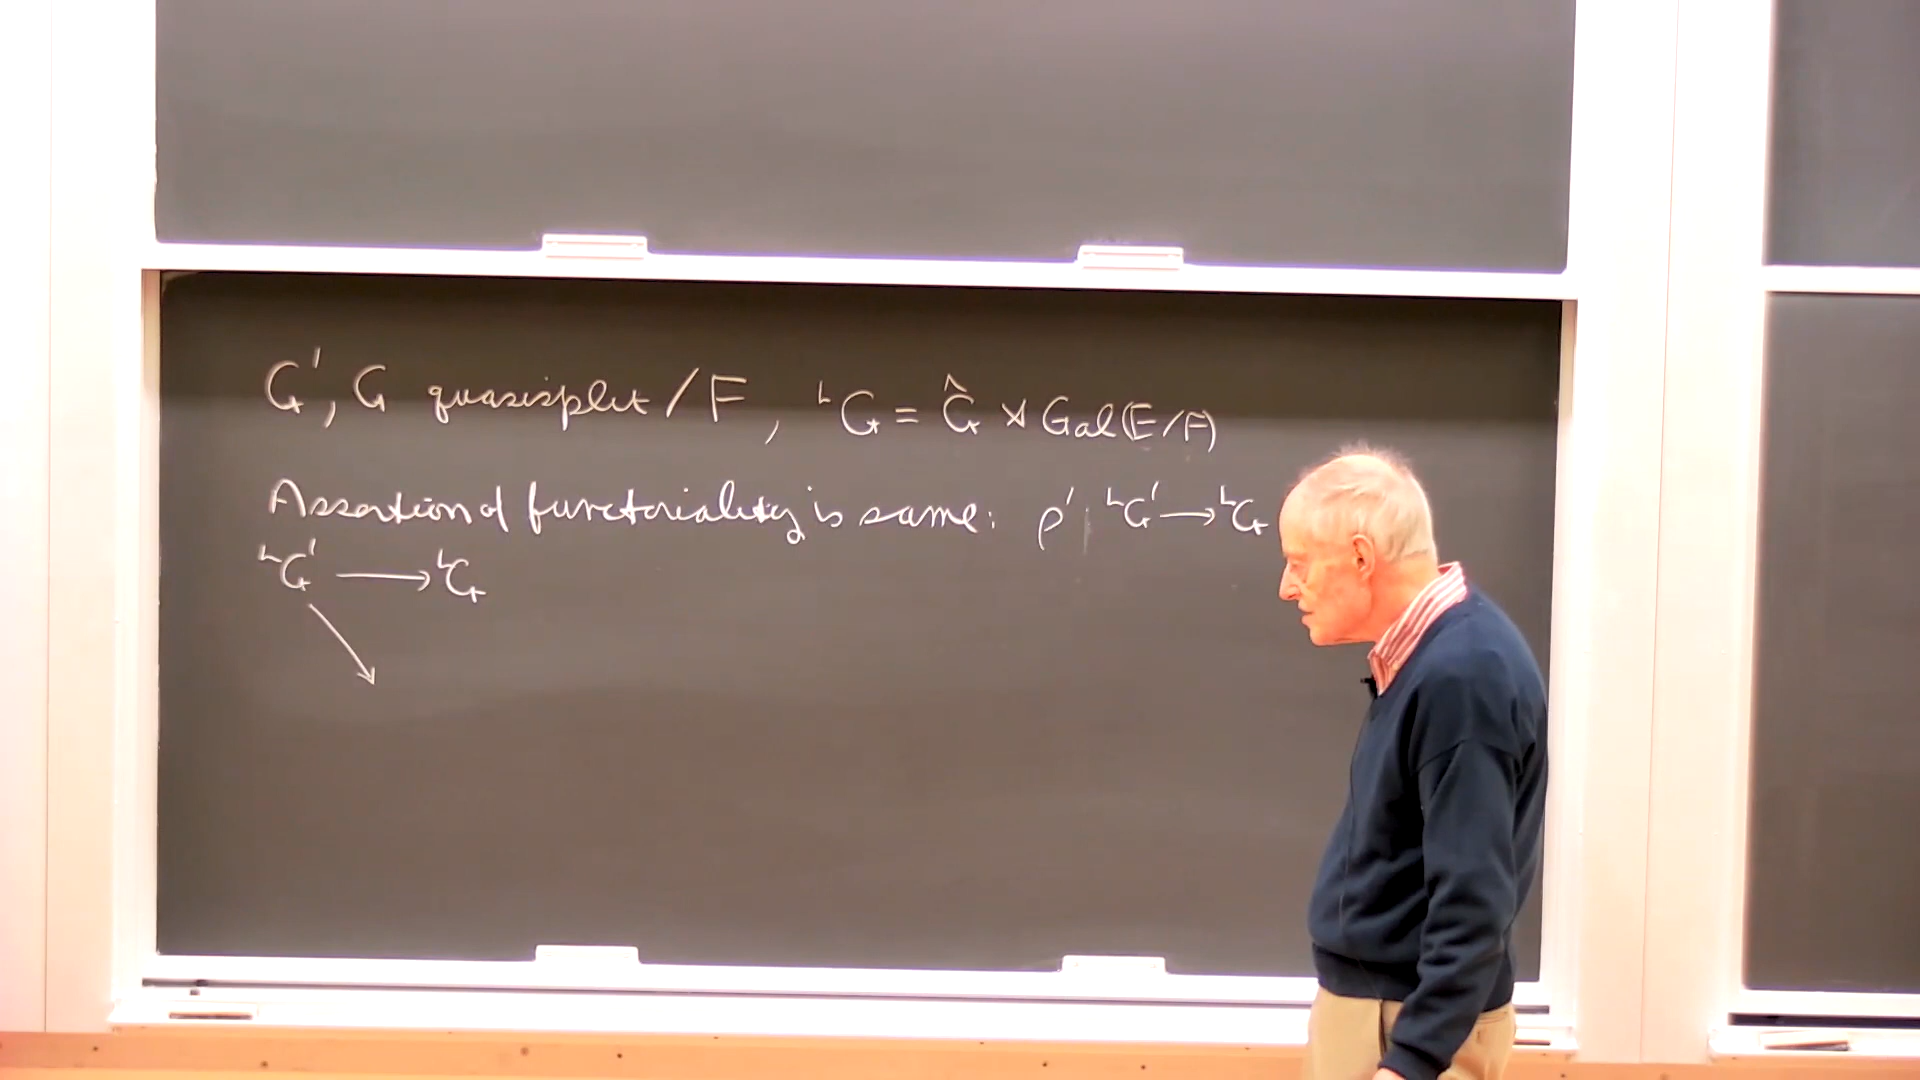 G', G quasisplit / F, ᴸG = Ĝ ⋊ Gal(E/F)
Assertion of functoriality is same: ρ' : ᴸG' → ᴸG
ᴸG' → ᴸG
↘